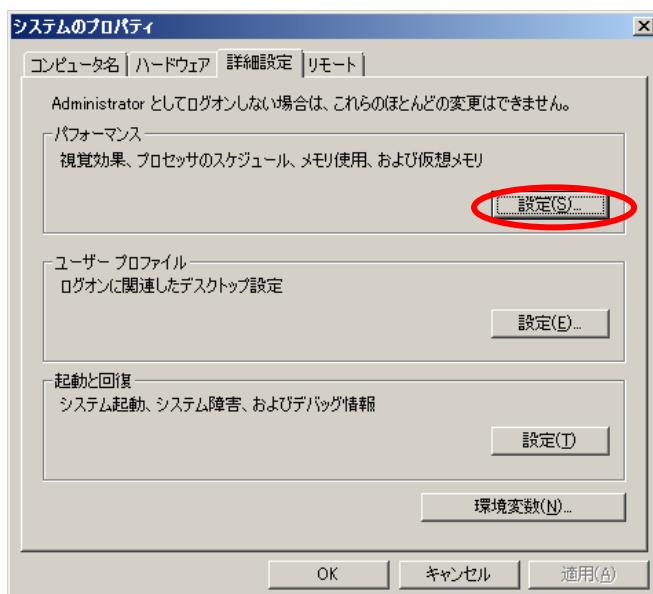 システムのプロパティ
コンピュータ名 ハードウェア 詳細設定 リモート
Administrator としてログオンしない場合は、これらのほとんどの変更はできません。
パフォーマンス
視覚効果、プロセッサのスケジュール、メモリ使用、および仮想メモリ
設定(S)...
ユーザー プロファイル
ログオンに関連したデスクトップ設定
設定(E)...
起動と回復
システム起動、システム障害、およびデバッグ情報
設定(T)
環境変数(N)...
OK キャンセル 適用(A)